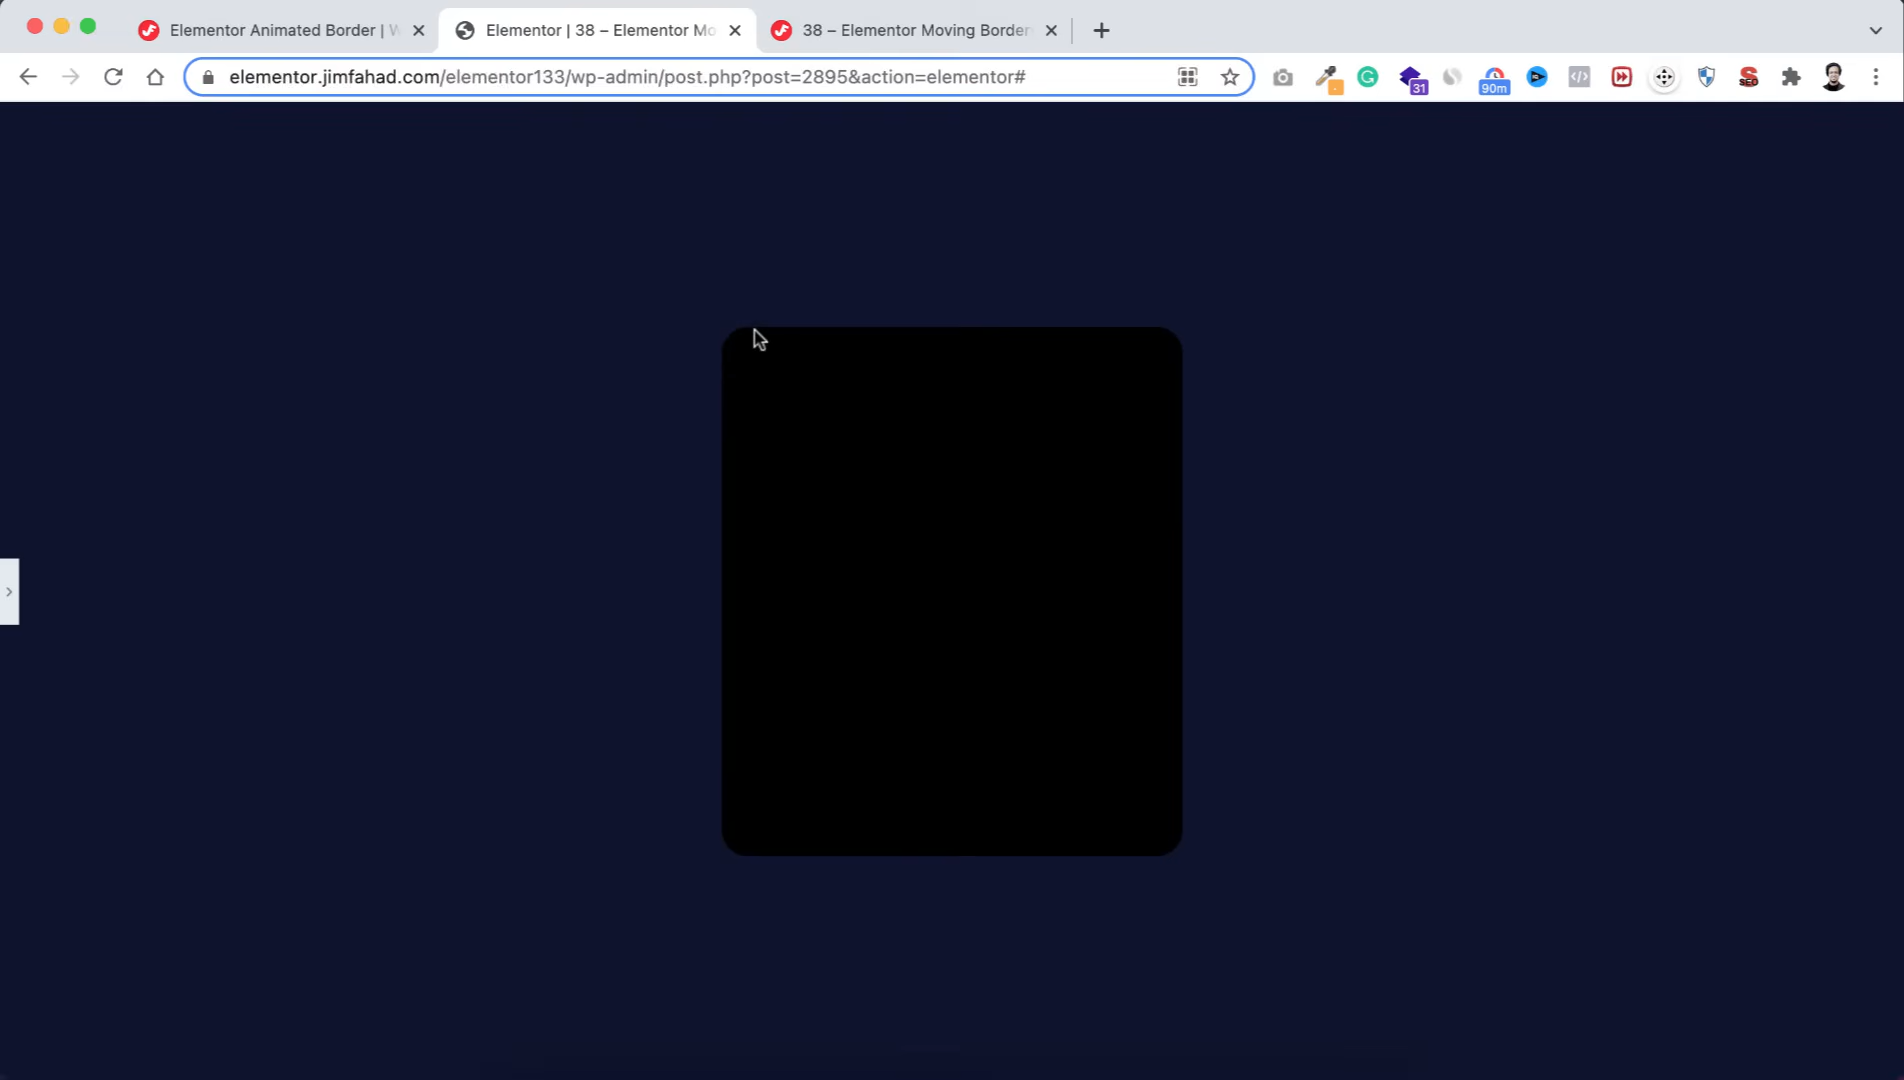 Elementor Animated Border | W
Elementor | 38 – Elementor Mo
38 – Elementor Moving Border
elementor.jimfahad.com/elementor133/wp-admin/post.php?post=2895&action=elementor#
31
90m
SEO